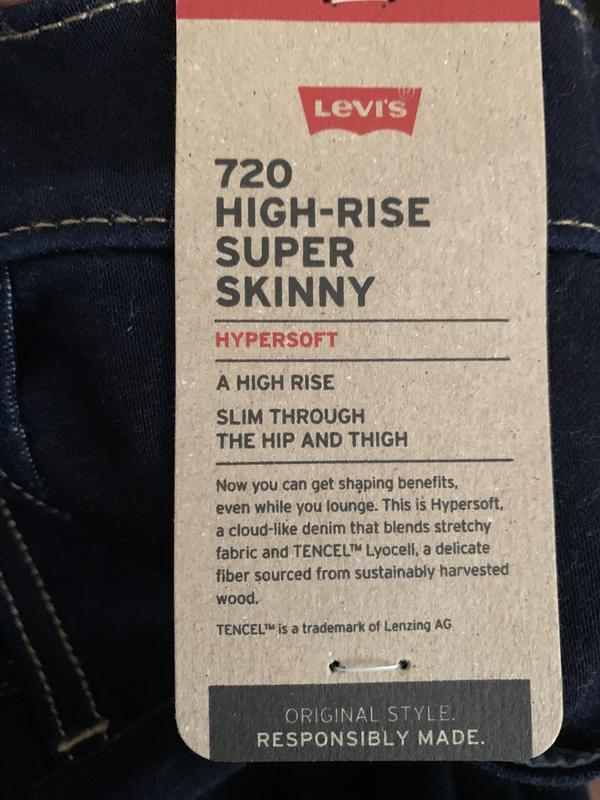 LEVI'S
720
HIGH-RISE
SUPER
SKINNY
HYPERSOFT
A HIGH RISE
SLIM THROUGH
THE HIP AND THIGH
Now you can get shaping benefits,
even while you lounge. This is Hypersoft,
a cloud-like denim that blends stretchy
fabric and TENCEL™ Lyocell, a delicate
fiber sourced from sustainably harvested
wood.
TENCEL™ is a trademark of Lenzing AG
ORIGINAL STYLE.
RESPONSIBLY MADE.